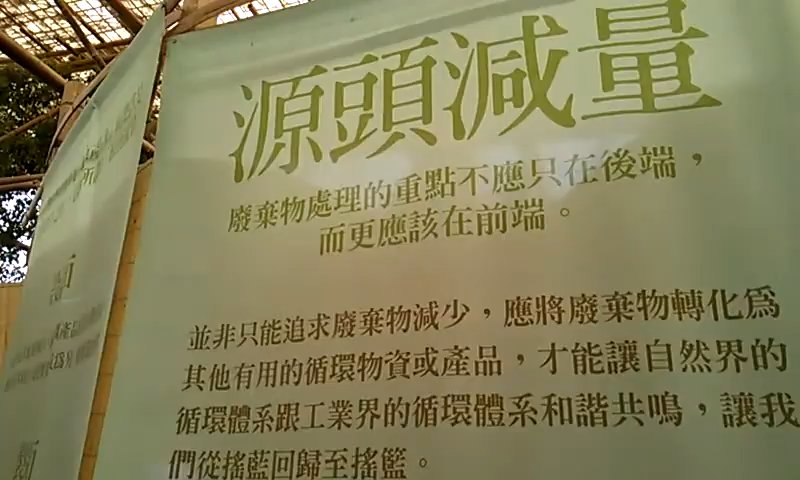 源頭減量
廢棄物處理的重點不應只在後端，
而更應該在前端。
並非只能追求廢棄物減少，應將廢棄物轉化為
其他有用的循環物資或產品，才能讓自然界的
循環體系跟工業界的循環體系和諧共鳴，讓我
們從搖藍回歸至搖籃。